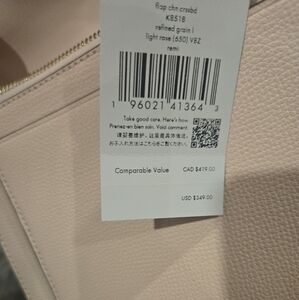 flap chn crssbd
K8518
refined grain l
light rose (650) VBZ
remi
1 96021 41364 3
Take good care. Here's how.
Prenez-en bien soin. Voici comment.
Comparable Value CAD $419.00
USD $349.00